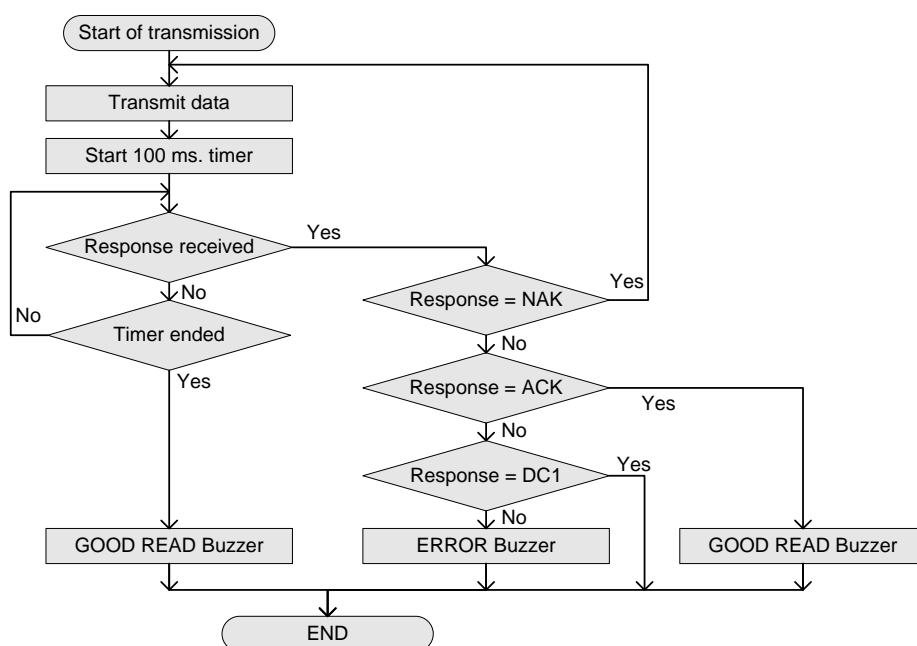 Start of transmission
Transmit data
Start 100 ms. timer
Response received
Yes
No
Response = NAK
Yes
No
Timer ended
No
Yes
Response = ACK
Yes
No
Response = DC1
Yes
No
GOOD READ Buzzer
ERROR Buzzer
GOOD READ Buzzer
END